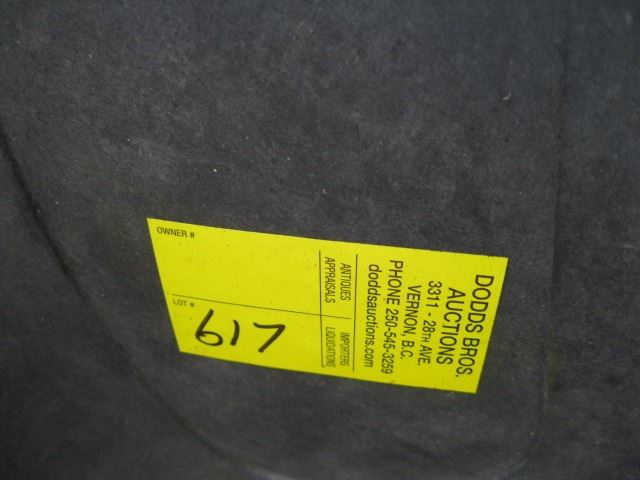 DODDS BROS.
AUCTIONS
3311 - 28TH AVE.
VERNON, B.C.
PHONE 250-545-3259
doddsauctions.com
ANTIQUES IMPORTERS
APPRAISALS LIQUIDATIONS
OWNER #
LOT #
617